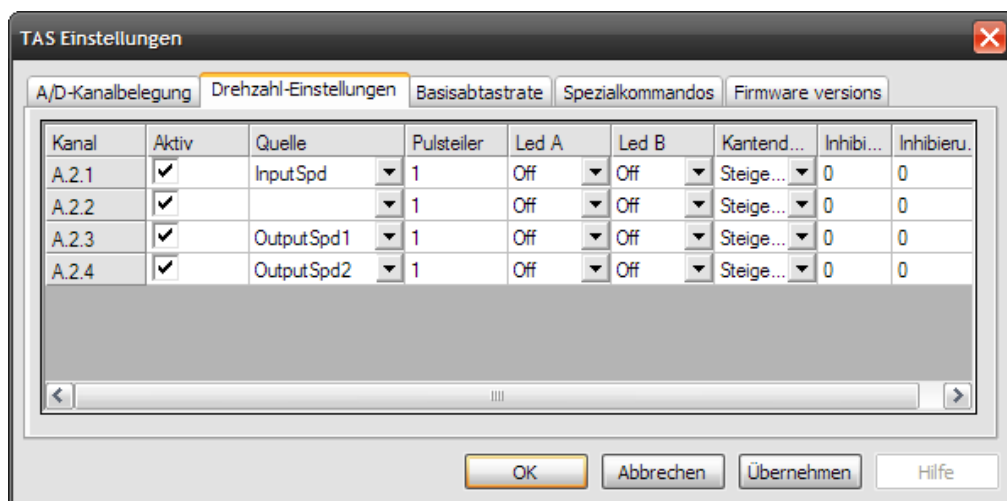 TAS Einstellungen
A/D-Kanalbelegung Drehzahl-Einstellungen Basisabtastrate Spezialkommandos Firmware versions
Kanal Aktiv Quelle Pulsteiler Led A Led B Kantend... Inhibi... Inhibieru.
A.2.1 InputSpd 1 Off Off Steige... 0 0
A.2.2 1 Off Off Steige... 0 0
A.2.3 OutputSpd1 1 Off Off Steige... 0 0
A.2.4 OutputSpd2 1 Off Off Steige... 0 0
OK Abbrechen Übernehmen Hilfe